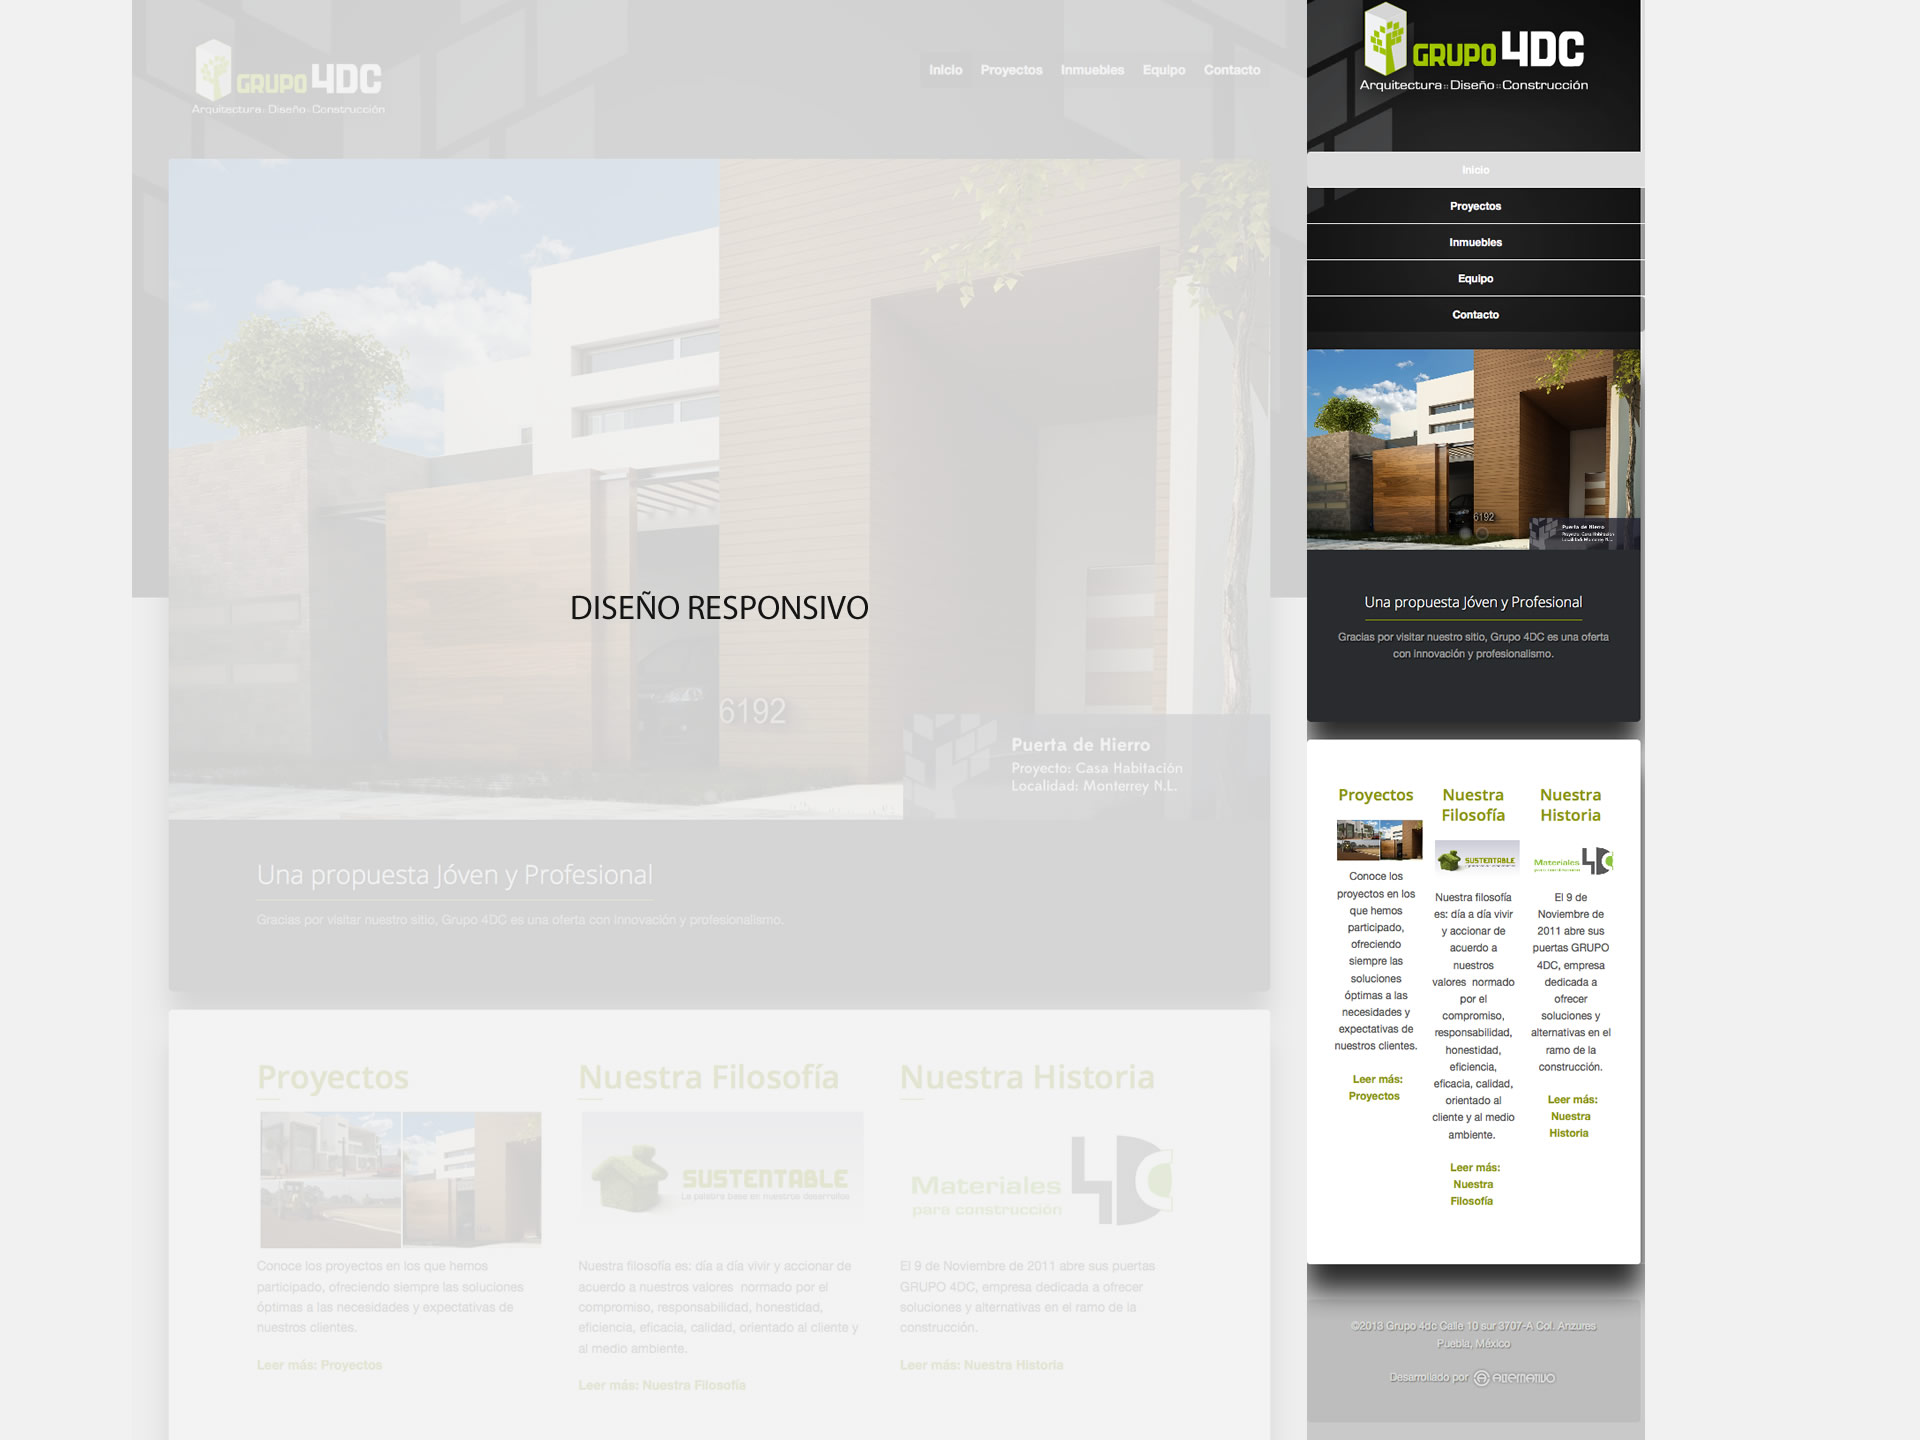 GRUPO 4DC
Arquitectura :: Diseño :: Construcción
Inicio Proyectos Inmuebles Equipo Contacto
6192
DISEÑO RESPONSIVO
Puerta de Hierro
Proyecto: Casa Habitación
Localidad: Monterrey N.L.
Una propuesta Jóven y Profesional
Gracias por visitar nuestro sitio, Grupo 4DC es una oferta con innovación y profesionalismo.
Proyectos
Conoce los proyectos en los que hemos
participado, ofreciendo siempre las soluciones
óptimas a las necesidades y expectativas de
nuestros clientes.
Leer más: Proyectos
Nuestra Filosofía
SUSTENTABLE
La palabra base en nuestros desarrollos
Nuestra filosofía es: día a día vivir y accionar de
acuerdo a nuestros valores  normado por el
compromiso, responsabilidad, honestidad,
eficiencia, eficacia, calidad, orientado al cliente y
al medio ambiente.
Leer más: Nuestra Filosofía
Nuestra Historia
Materiales 4DC
para construcción
El 9 de Noviembre de 2011 abre sus puertas
GRUPO 4DC, empresa dedicada a ofrecer
soluciones y alternativas en el ramo de la
construcción.
Leer más: Nuestra Historia
GRUPO 4DC
Arquitectura :: Diseño :: Construcción
Inicio
Proyectos
Inmuebles
Equipo
Contacto
6192
Puerta de Hierro
Proyecto: Casa Habitación
Localidad: Monterrey N.L.
Una propuesta Jóven y Profesional
Gracias por visitar nuestro sitio, Grupo 4DC es una oferta
con innovación y profesionalismo.
Proyectos
Conoce los
proyectos en los
que hemos
participado,
ofreciendo
siempre las
soluciones
óptimas a las
necesidades y
expectativas de
nuestros clientes.
Leer más:
Proyectos
Nuestra
Filosofía
SUSTENTABLE
Nuestra filosofía
es: día a día vivir
y accionar de
acuerdo a
nuestros
valores  normado
por el
compromiso,
responsabilidad,
honestidad,
eficiencia,
eficacia, calidad,
orientado al
cliente y al medio
ambiente.
Leer más:
Nuestra
Filosofía
Nuestra
Historia
Materiales 4DC
para construcción
El 9 de
Noviembre de
2011 abre sus
puertas GRUPO
4DC, empresa
dedicada a
ofrecer
soluciones y
alternativas en el
ramo de la
construcción.
Leer más:
Nuestra
Historia
©2013 Grupo 4dc Calle 10 sur 3707-A Col. Anzures
Puebla, México
Desarrollado por